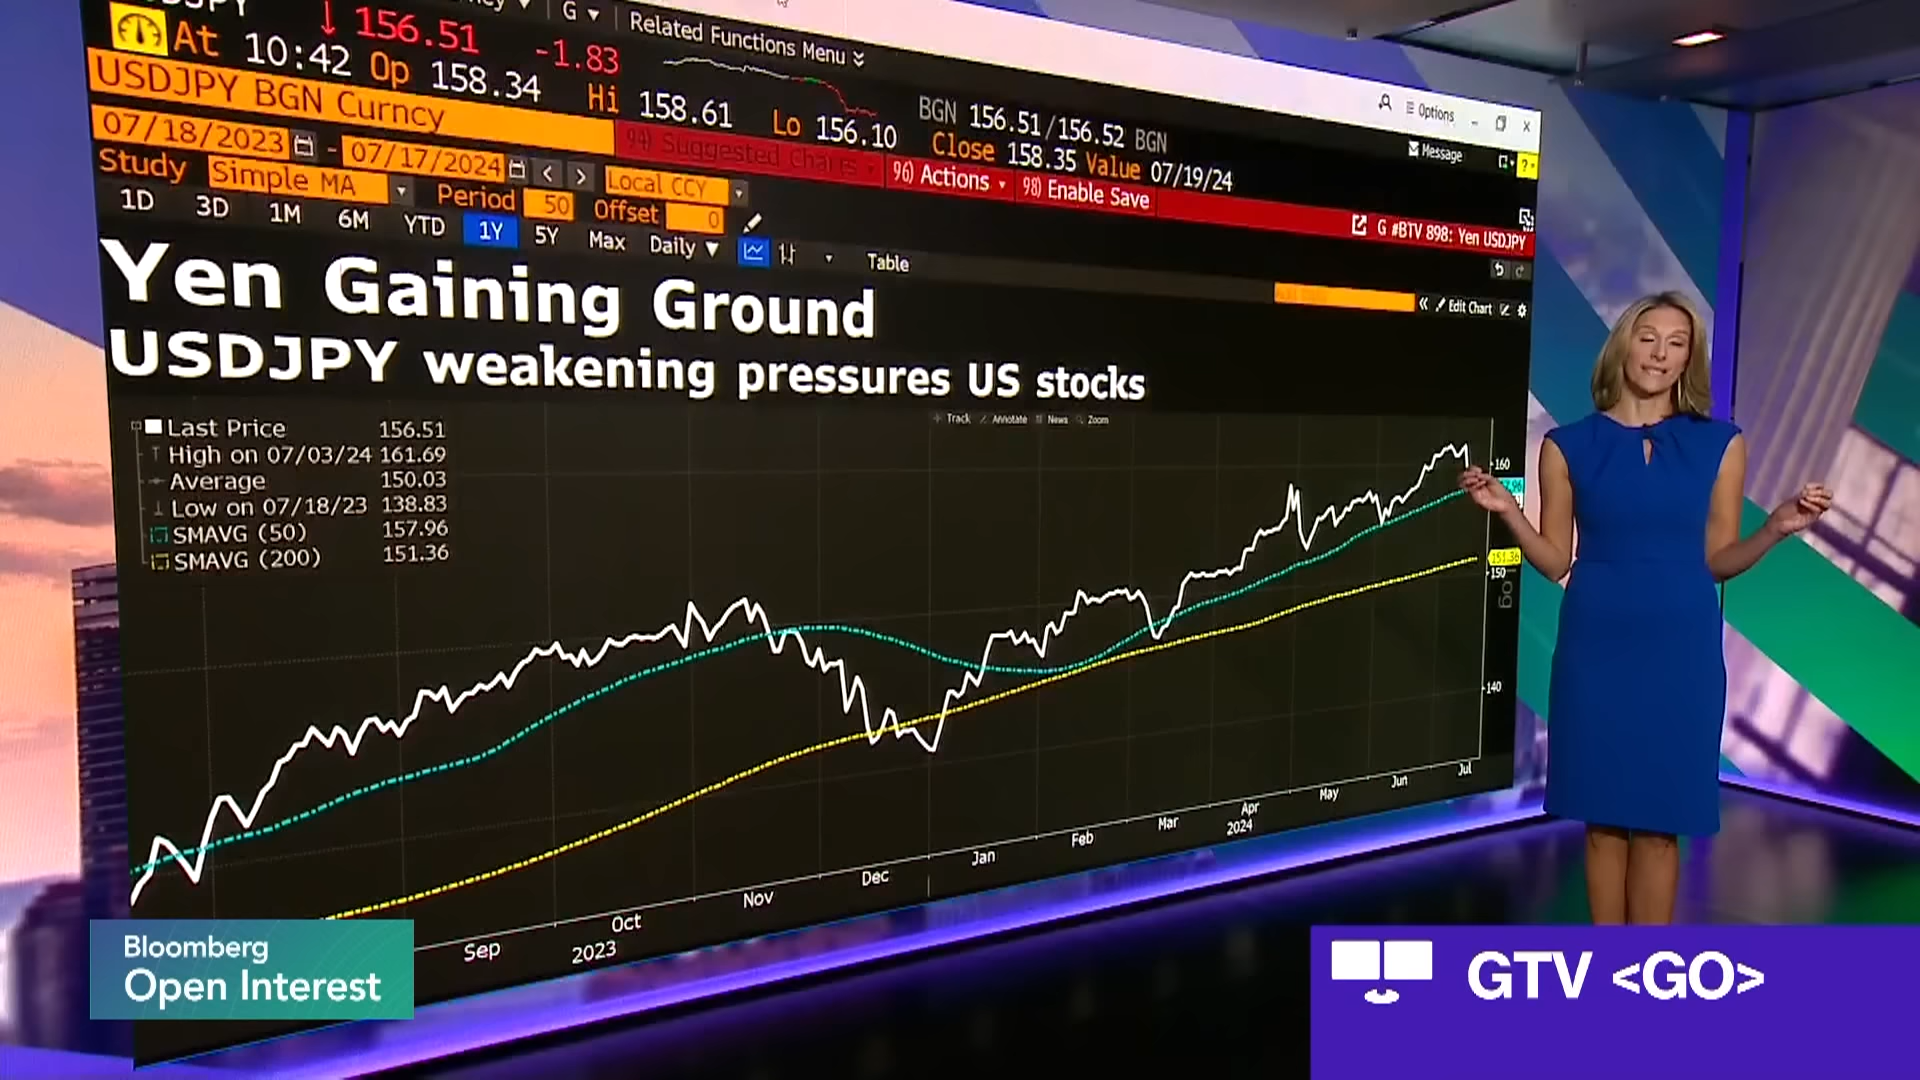 ↓ 156.51 -1.83
G ▾ Related Functions Menu
At 10:42 Op 158.34 Hi 158.61 Lo 156.10
BGN 156.51/156.52 BGN
Close 158.35 Value 07/19/24
Options
Message
USDJPY BGN Curncy
94) Suggested Charts 96) Actions 98) Enable Save
G #BTV 898: Yen USDJPY
07/18/2023 - 07/17/2024 < > Local CCY
Study Simple MA Period 50 Offset 0
1D 3D 1M 6M YTD 1Y 5Y Max Daily ▼ Table
« Edit Chart
Yen Gaining Ground
USDJPY weakening pressures US stocks
+ Track Annotate News Zoom
Last Price 156.51
High on 07/03/24 161.69
Average 150.03
Low on 07/18/23 138.83
SMAVG (50) 157.96
SMAVG (200) 151.36
160
151.36
150
140
Sep Oct Nov Dec Jan Feb Mar Apr May Jun Jul
2023 2024
Bloomberg
Open Interest
GTV <GO>